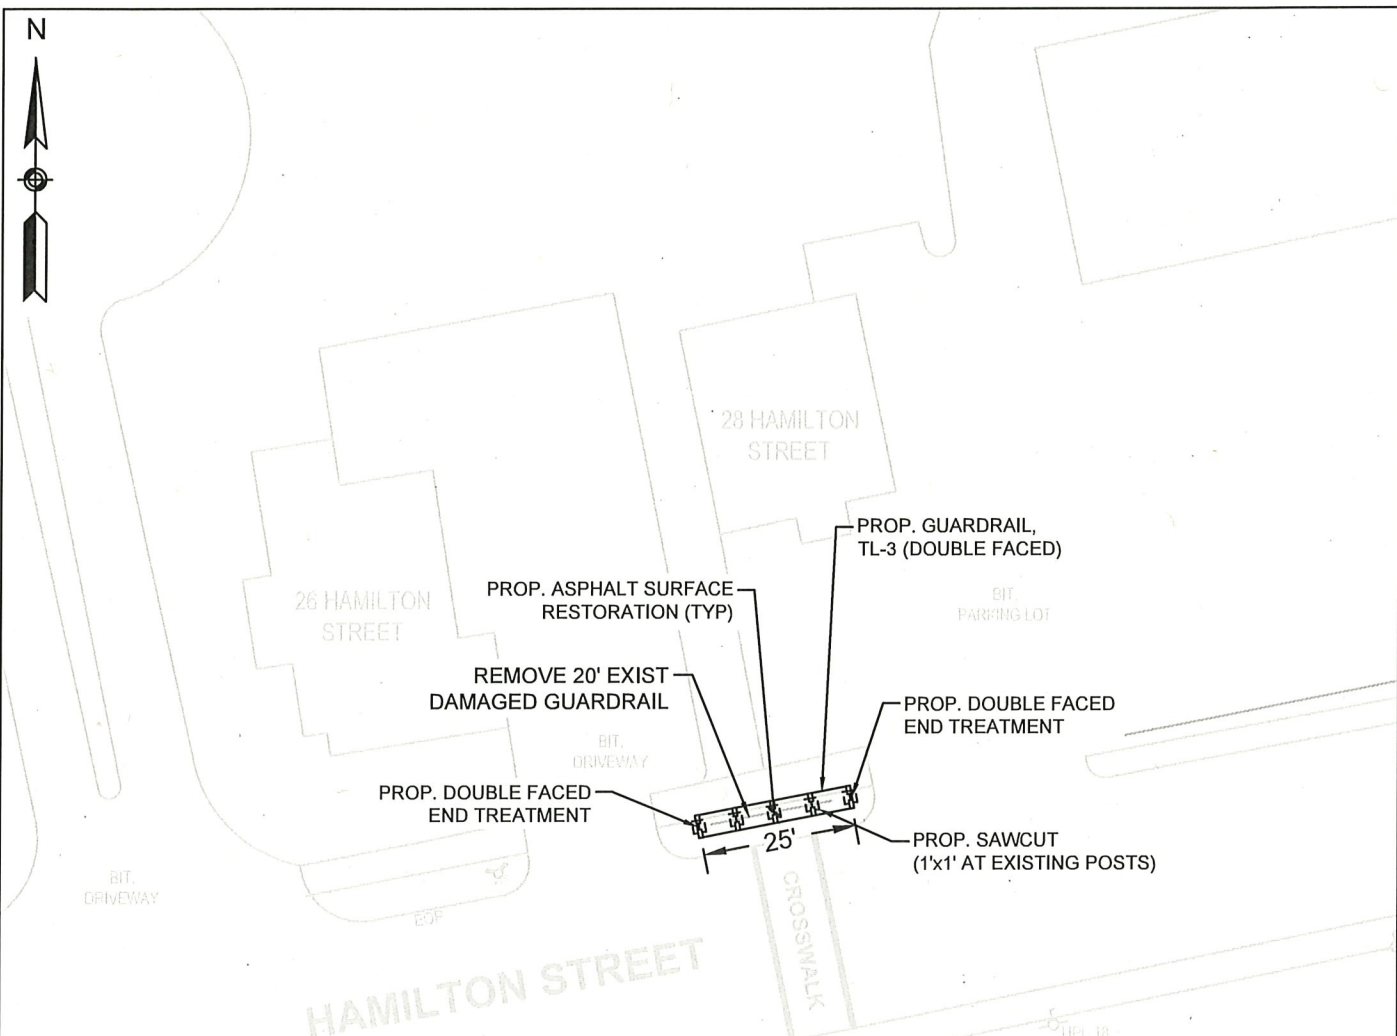 N
28 HAMILTON
STREET
PROP. GUARDRAIL,
TL-3 (DOUBLE FACED)
PROP. ASPHALT SURFACE
RESTORATION (TYP)
26 HAMILTON
STREET
BIT.
PARKING LOT
REMOVE 20' EXIST
DAMAGED GUARDRAIL
PROP. DOUBLE FACED
END TREATMENT
BIT.
DRIVEWAY
PROP. DOUBLE FACED
END TREATMENT
25'
PROP. SAWCUT
(1'x1' AT EXISTING POSTS)
BIT.
DRIVEWAY
EOP
CROSSWALK
HAMILTON STREET